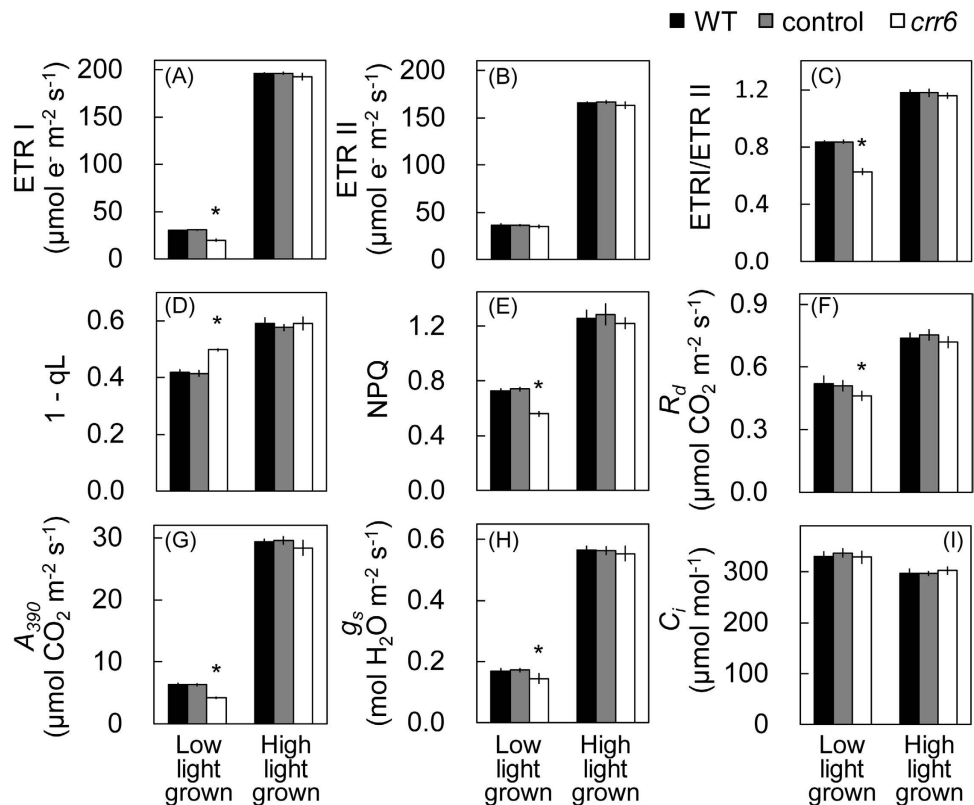 WT control crr6
(A)
ETR I
(µmol e⁻ m⁻² s⁻¹)
200
150
100
50
0
*
(B)
ETR II
(µmol e⁻ m⁻² s⁻¹)
200
150
100
50
0
(C)
ETRI/ETR II
1.2
0.8
0.4
0.0
*
(D)
1 - qL
0.6
0.4
0.2
0.0
*
(E)
NPQ
1.2
0.8
0.4
0.0
*
(F)
Rd
(µmol CO₂ m⁻² s⁻¹)
0.9
0.6
0.3
0.0
*
(G)
A390
(µmol CO₂ m⁻² s⁻¹)
30
20
10
0
*
Low
light
grown
High
light
grown
(H)
gs
(mol H₂O m⁻² s⁻¹)
0.6
0.4
0.2
0.0
*
Low
light
grown
High
light
grown
(I)
Ci
(µmol mol⁻¹)
300
200
100
0
Low
light
grown
High
light
grown